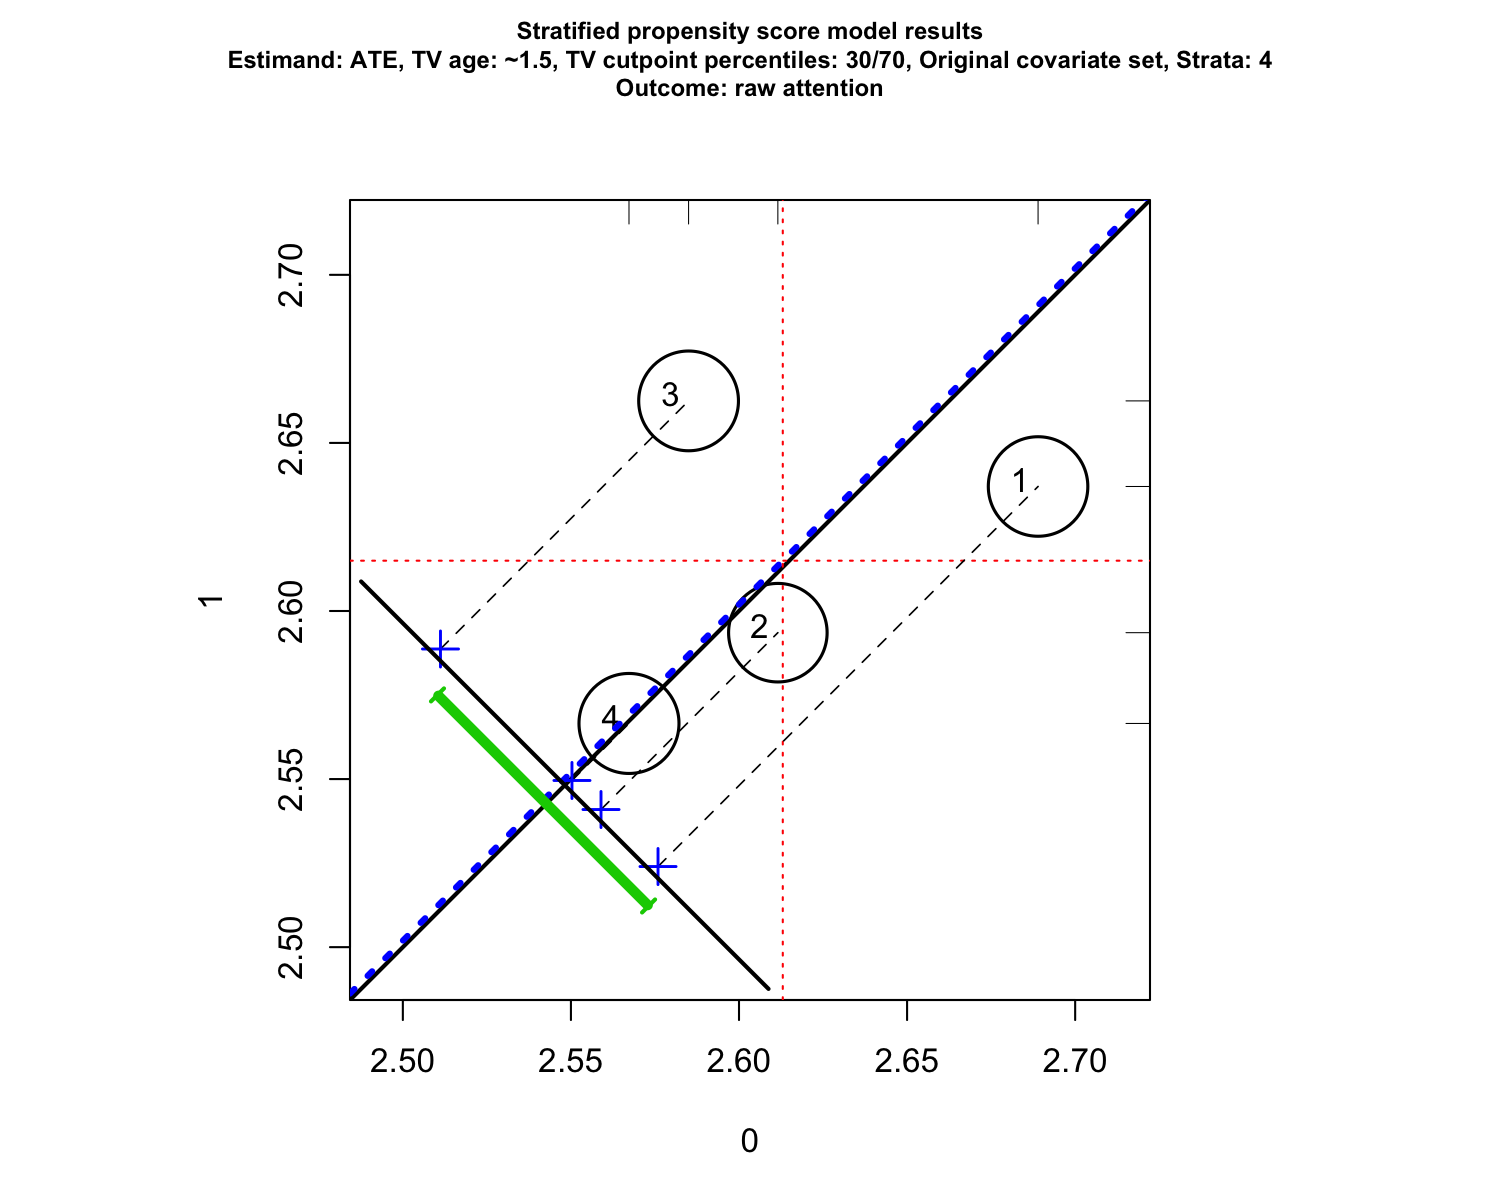 Stratified propensity score model results
Estimand: ATE, TV age: ~1.5, TV cutpoint percentiles: 30/70, Original covariate set, Strata: 4
Outcome: raw attention
2.70
2.65
2.60
2.55
2.50
1
3
1
2
4
2.50 2.55 2.60 2.65 2.70
0